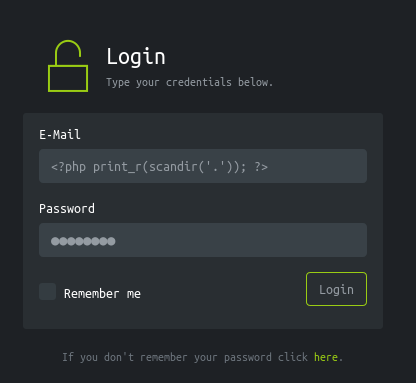 Login
Type your credentials below.
E-Mail
<?php print_r(scandir('.')); ?>
Password
●●●●●●●●
Remember me
Login
If you don't remember your password click here.